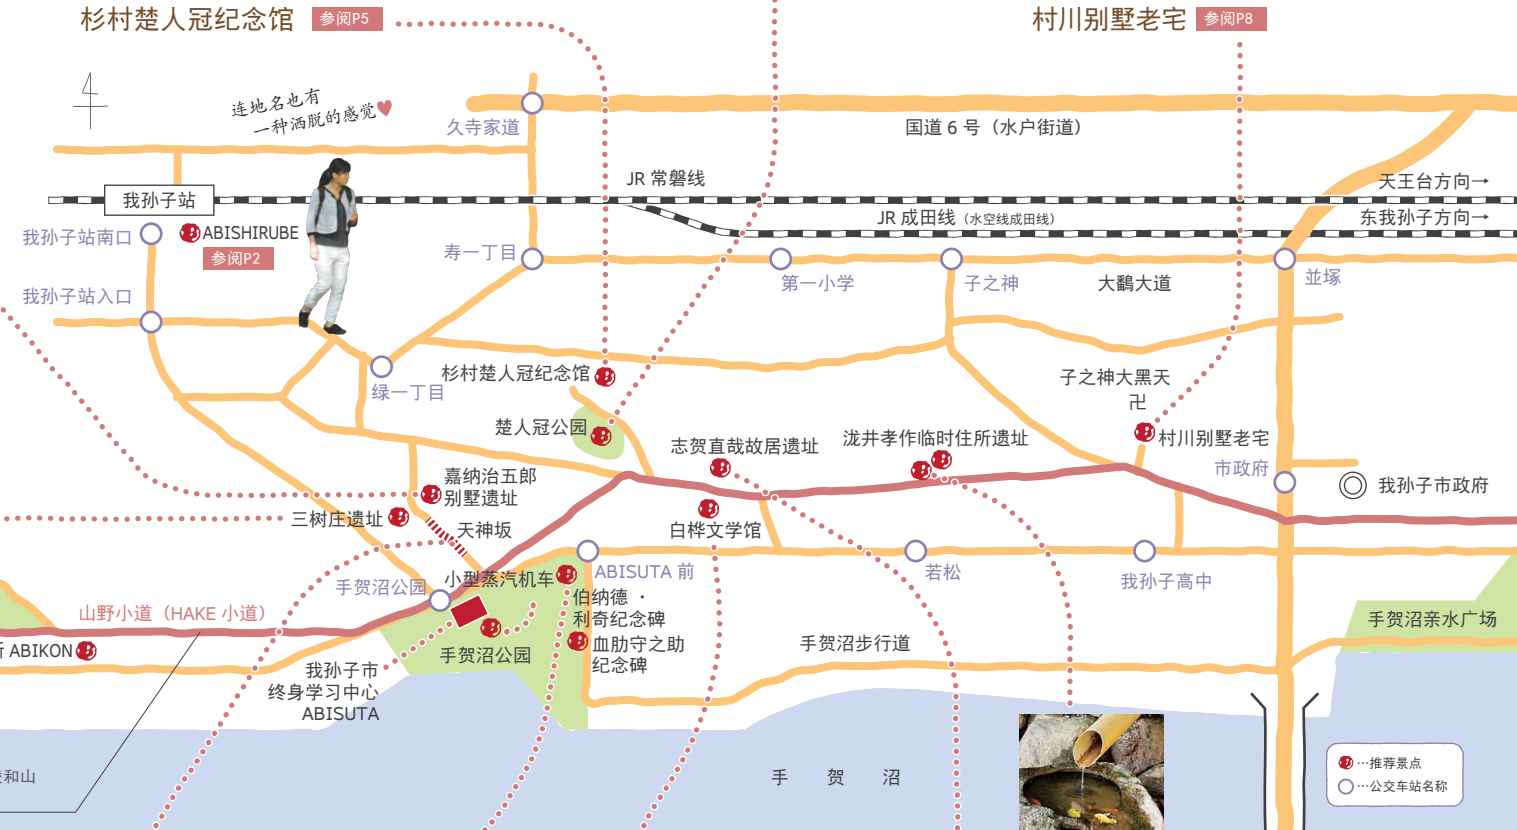 杉村楚人冠纪念馆 参阅P5
村川别墅老宅 参阅P8
连地名也有
一种洒脱的感觉
久寺家道
国道 6 号（水户街道）
JR 常磐线
天王台方向→
我孙子站
JR 成田线（水空线成田线）
东我孙子方向→
我孙子站南口
ABISHIRUBE
参阅P2
寿一丁目
第一小学
子之神
大鸛大道
並塚
我孙子站入口
杉村楚人冠纪念馆
绿一丁目
子之神大黑天
卍
楚人冠公园
志贺直哉故居遗址
泷井孝作临时住所遗址
村川别墅老宅
市政府
嘉纳治五郎
别墅遗址
我孙子市政府
三树庄遗址
天神坂
白桦文学馆
手贺沼公园
小型蒸汽机车
ABISUTA 前
若松
我孙子高中
伯纳德 ·
利奇纪念碑
山野小道（HAKE 小道）
手贺沼亲水广场
ABIKON
手贺沼公园
血肋守之助
纪念碑
手贺沼步行道
我孙子市
终身学习中心
ABISUTA
和山
手 贺 沼
…推荐景点
…公交车站名称